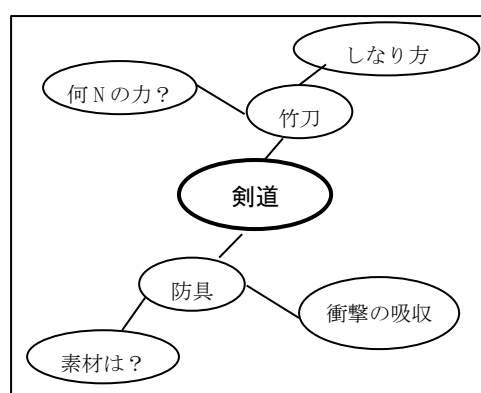 しなり方
何Nの力？
竹刀
剣道
防具
衝撃の吸収
素材は？